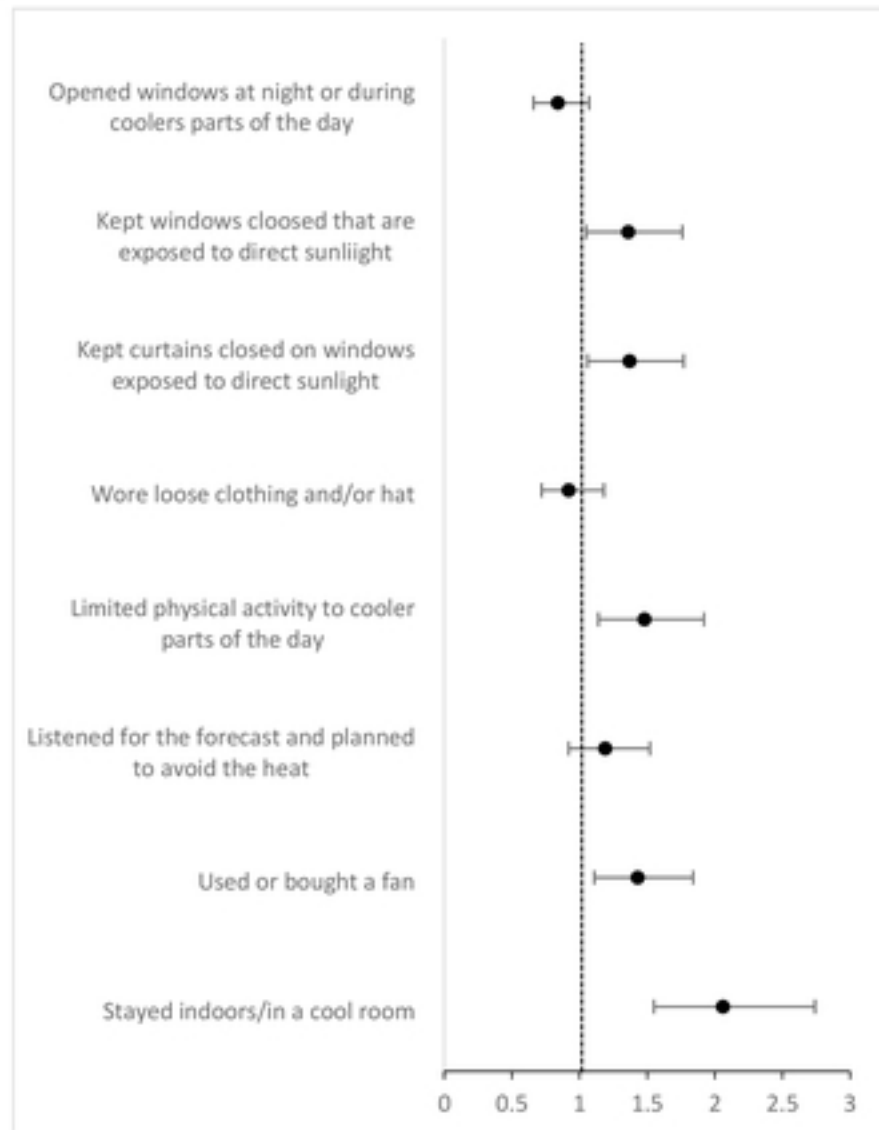 Opened windows at night or during
coolers parts of the day
Kept windows cloosed that are
exposed to direct sunliight
Kept curtains closed on windows
exposed to direct sunlight
Wore loose clothing and/or hat
Limited physical activity to cooler
parts of the day
Listened for the forecast and planned
to avoid the heat
Used or bought a fan
Stayed indoors/in a cool room
0 0.5 1 1.5 2 2.5 3